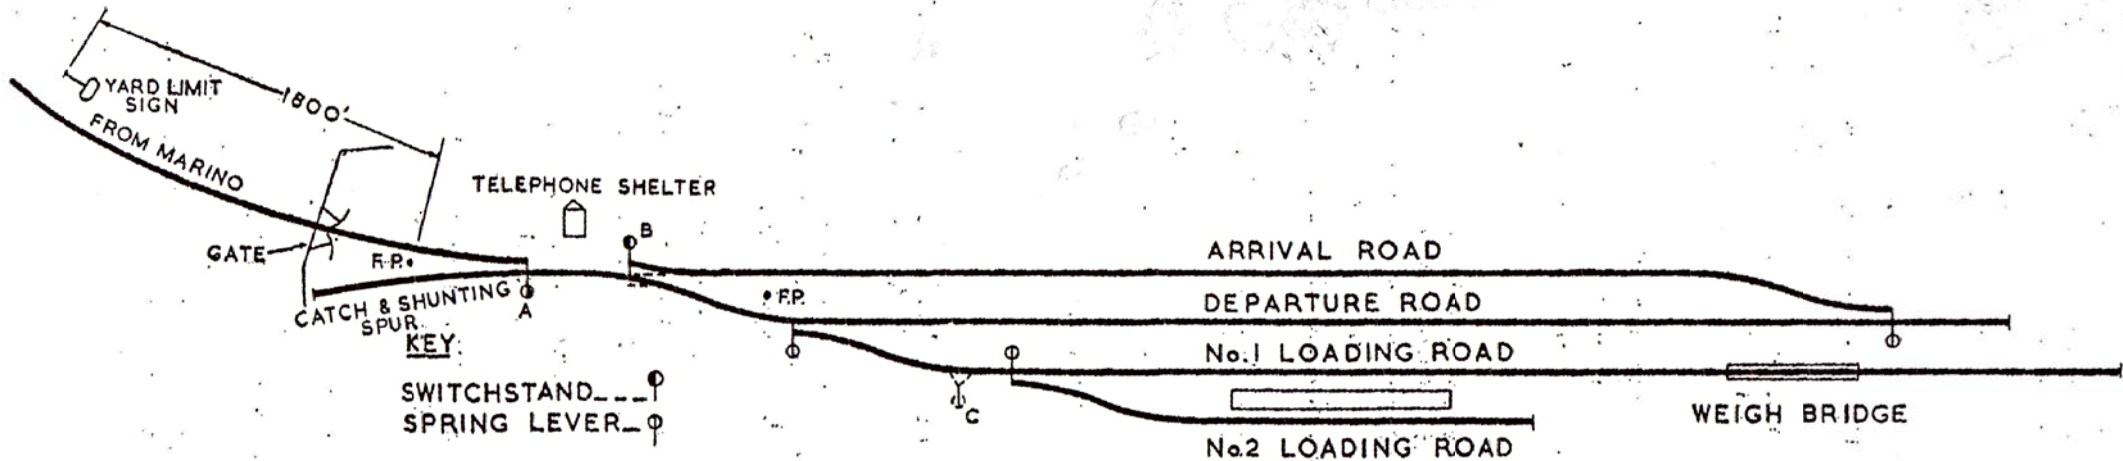 YARD LIMIT
SIGN
1800'
FROM MARINO
GATE
F.P.
CATCH & SHUNTING
SPUR.
A
TELEPHONE SHELTER
B
F.P.
ARRIVAL ROAD
DEPARTURE ROAD
No.1 LOADING ROAD
C
No.2 LOADING ROAD
WEIGH BRIDGE
KEY:
SWITCHSTAND
SPRING LEVER